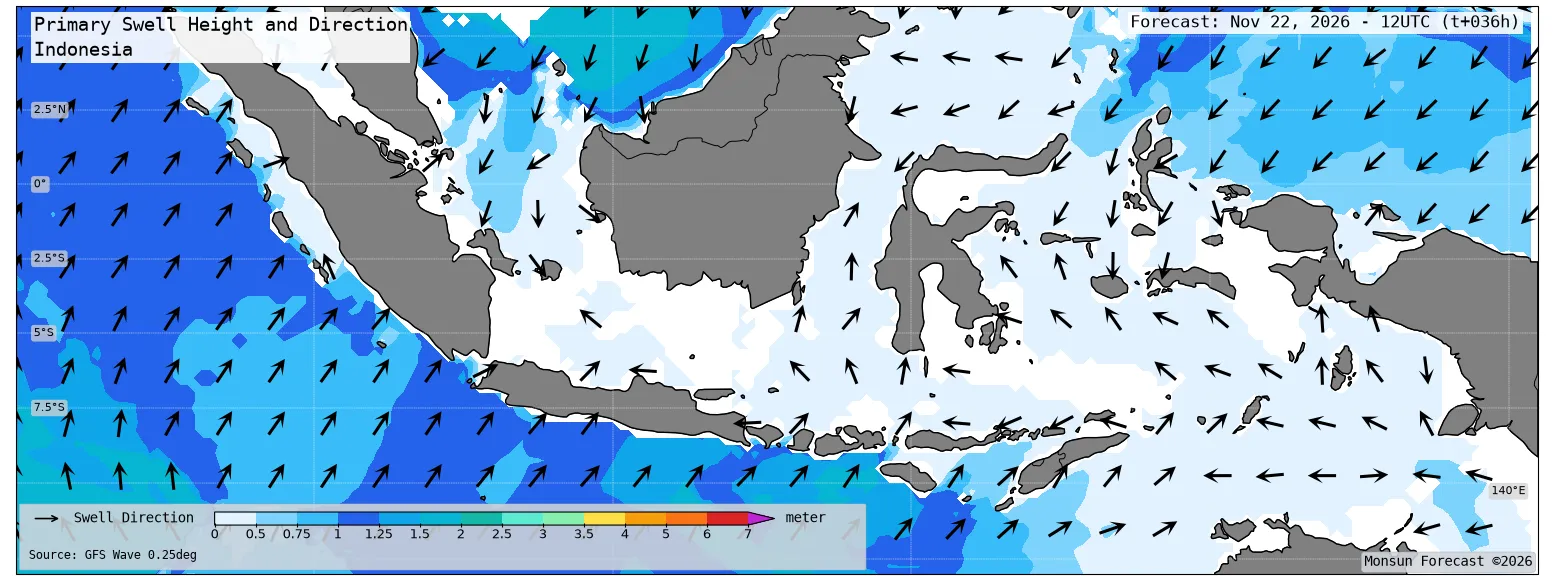 Primary Swell Height and Direction
Indonesia
Forecast: Nov 22, 2026 - 12UTC (t+036h)
2.5°N
0°
2.5°S
5°S
7.5°S
140°E
Swell Direction
0 0.5 0.75 1 1.25 1.5 2 2.5 3 3.5 4 5 6 7
meter
Source: GFS Wave 0.25deg
Monsun Forecast ©2026